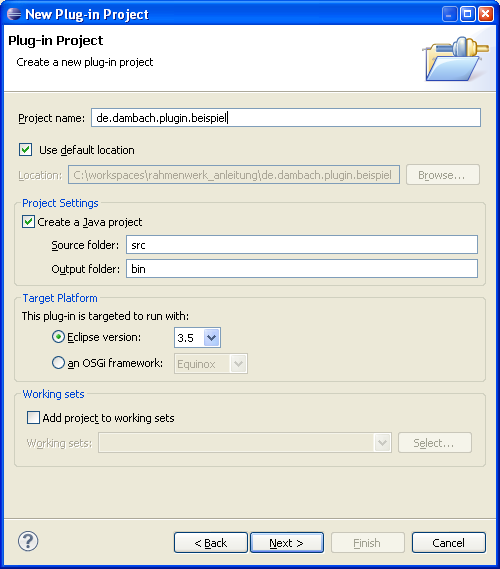 New Plug-in Project
Plug-in Project
Create a new plug-in project
Project name: de.dambach.plugin.beispiel
Use default location
Location: C:\workspaces\rahmenwerk_anleitung\de.dambach.plugin.beispiel Browse...
Project Settings
Create a Java project
Source folder: src
Output folder: bin
Target Platform
This plug-in is targeted to run with:
Eclipse version: 3.5
an OSGi framework: Equinox
Working sets
Add project to working sets
Working sets: Select...
? < Back Next > Finish Cancel